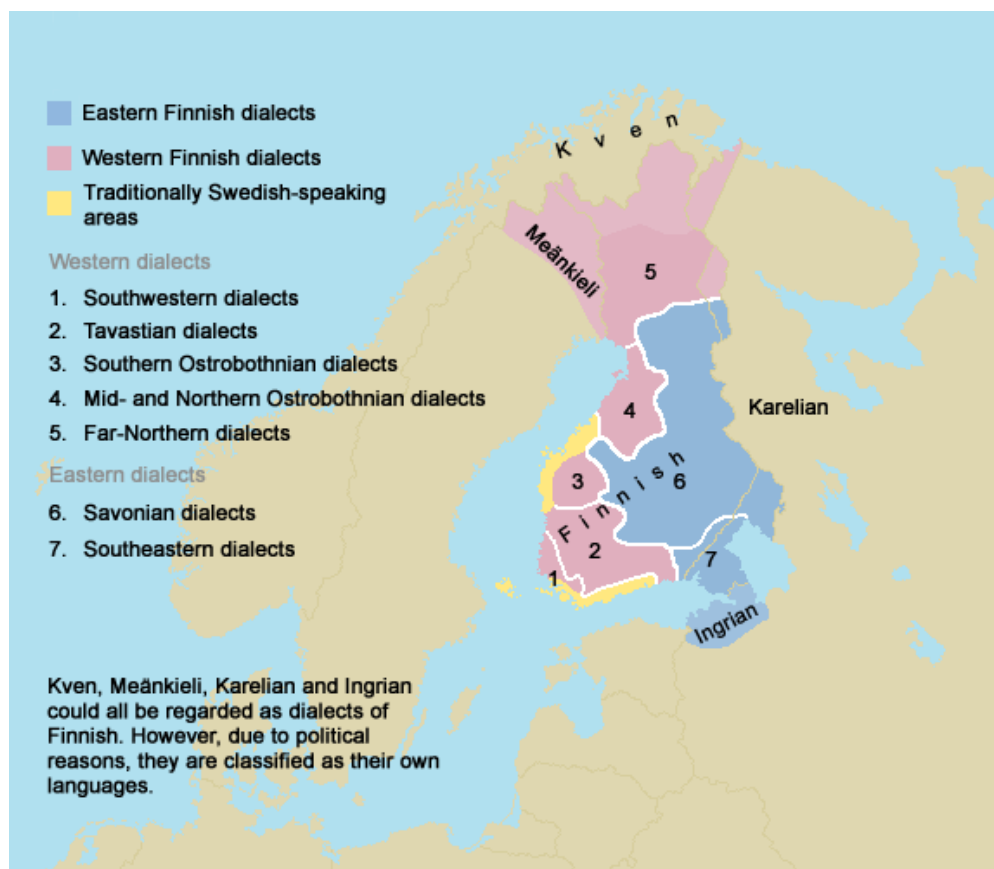 Eastern Finnish dialects
Western Finnish dialects
Traditionally Swedish-speaking
areas
Western dialects
1. Southwestern dialects
2. Tavastian dialects
3. Southern Ostrobothnian dialects
4. Mid- and Northern Ostrobothnian dialects
5. Far-Northern dialects
Eastern dialects
6. Savonian dialects
7. Southeastern dialects
Kven, Meänkieli, Karelian and Ingrian
could all be regarded as dialects of
Finnish. However, due to political
reasons, they are classified as their own
languages.
Kven
Meänkieli
5
4
Karelian
3
Finnish
6
2
7
1
Ingrian